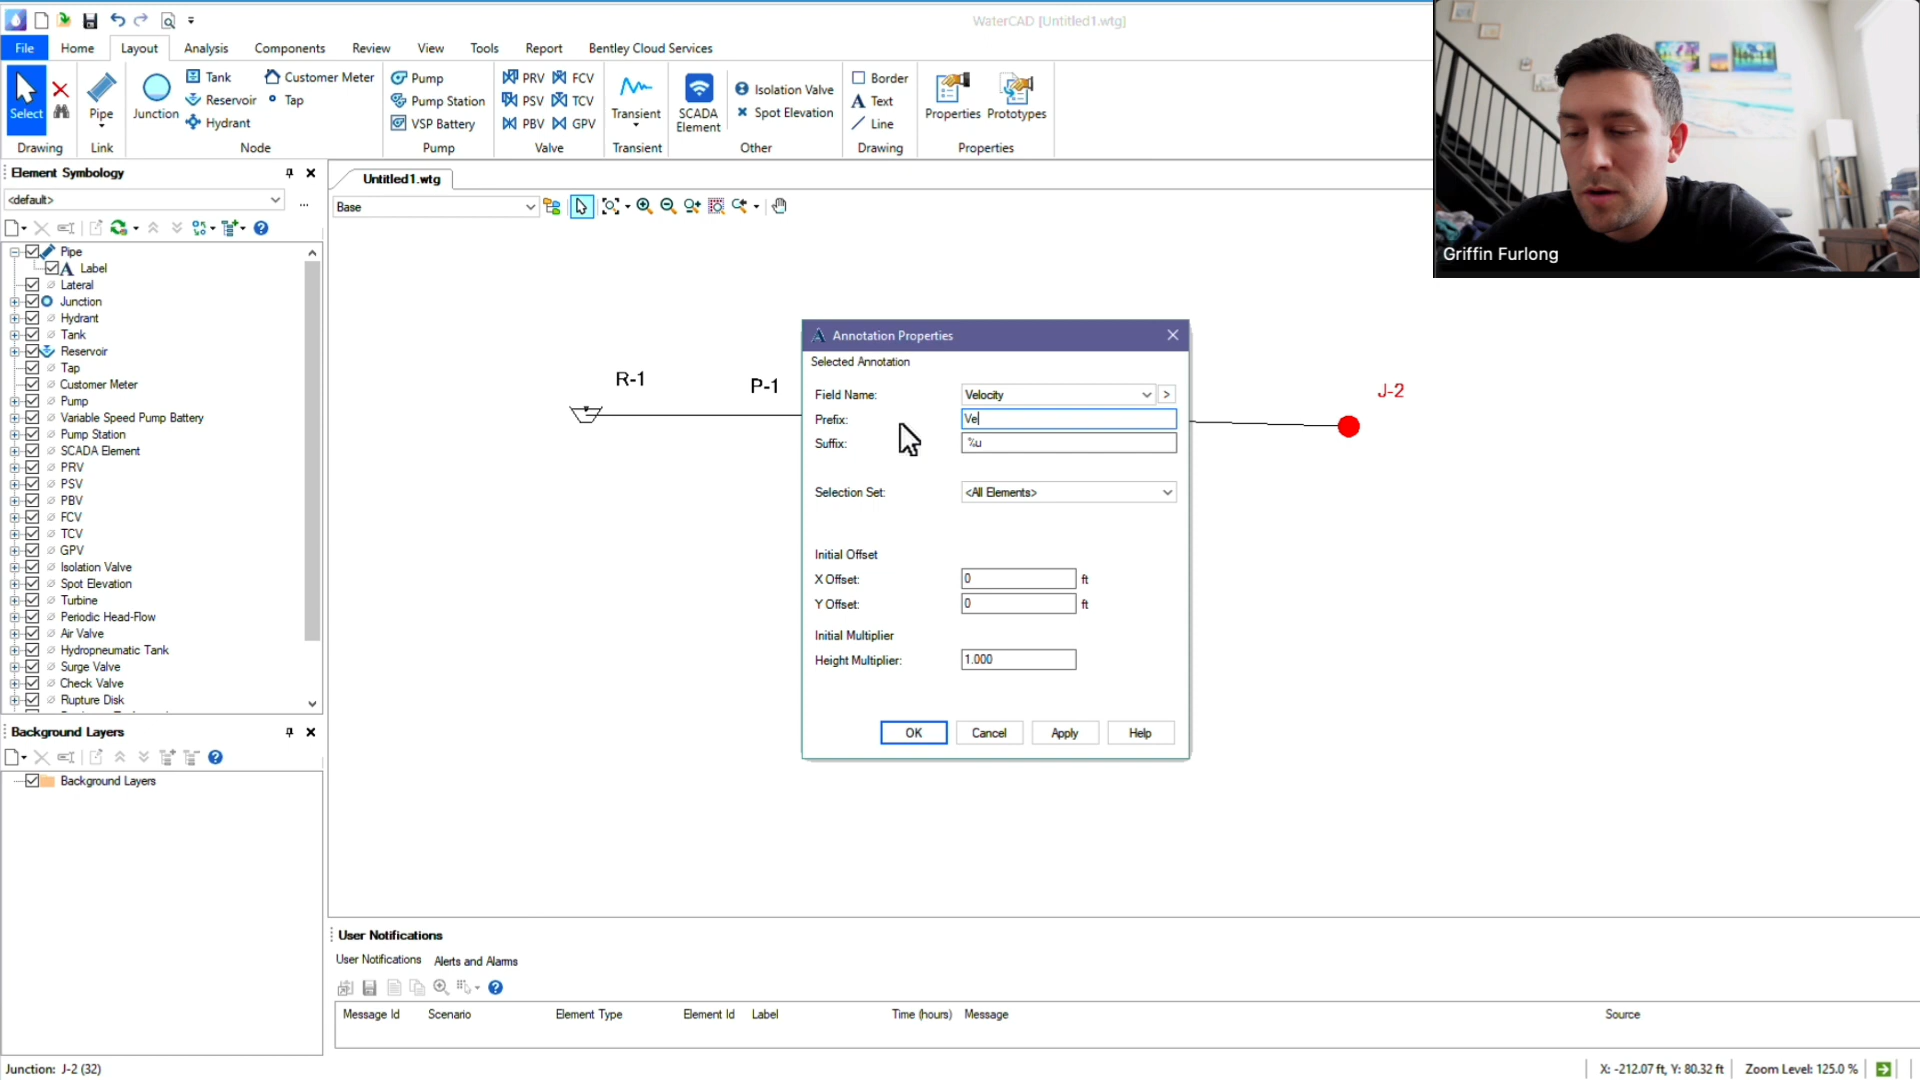 WaterCAD [Untitled1.wtg]
File Home Layout Analysis Components Review View Tools Report Bentley Cloud Services
Select
Drawing
Pipe
Link
Junction
Tank
Reservoir
Hydrant
Customer Meter
Tap
Node
Pump
Pump Station
VSP Battery
Pump
PRV FCV
PSV TCV
PBV GPV
Valve
Transient
Transient
SCADA
Element
Isolation Valve
Spot Elevation
Other
Border
Text
Line
Drawing
Properties Prototypes
Properties
Griffin Furlong
Element Symbology
<default>
...
Pipe
Label
Lateral
Junction
Hydrant
Tank
Reservoir
Tap
Customer Meter
Pump
Variable Speed Pump Battery
Pump Station
SCADA Element
PRV
PSV
PBV
FCV
TCV
GPV
Isolation Valve
Spot Elevation
Turbine
Periodic Head-Flow
Air Valve
Hydropneumatic Tank
Surge Valve
Check Valve
Rupture Disk
Background Layers
Background Layers
Untitled1.wtg
Base
R-1
P-1
J-2
Annotation Properties
Selected Annotation
Field Name: Velocity >
Prefix: Ve
Suffix: %u
Selection Set: <All Elements>
Initial Offset
X Offset: 0 ft
Y Offset: 0 ft
Initial Multiplier
Height Multiplier: 1.000
OK Cancel Apply Help
User Notifications
User Notifications Alerts and Alarms
Message Id Scenario Element Type Element Id Label Time (hours) Message Source
Junction: J-2 (32)
X: -212.07 ft, Y: 80.32 ft Zoom Level: 125.0 %